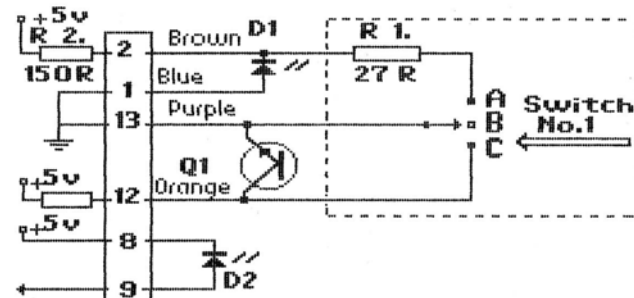 +5v
R 2.
150R
2
Brown
D1
R 1.
27 R
1
Blue
13
Purple
A
B
C
Switch
No.1
+5v
12
Orange
Q1
+5v
8
9
D2